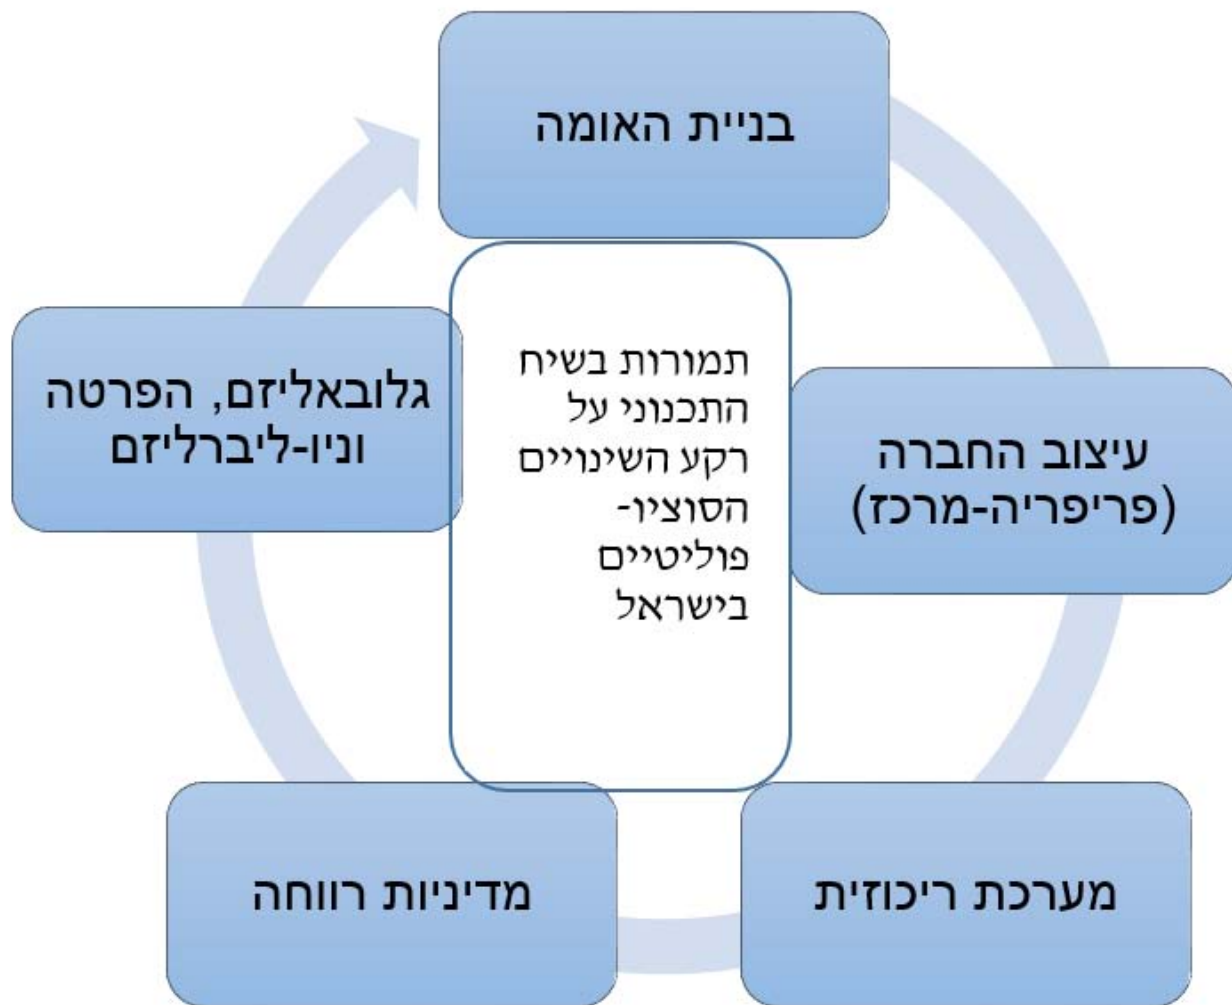 בניית האומה
עיצוב החברה
(פריפריה-מרכז)
מערכת ריכוזית
מדיניות רווחה
גלובאליזם, הפרטה
וניו-ליברליזם
תמורות בשיח
התכנוני על
רקע השינויים
הסוציו-
פוליטיים
בישראל